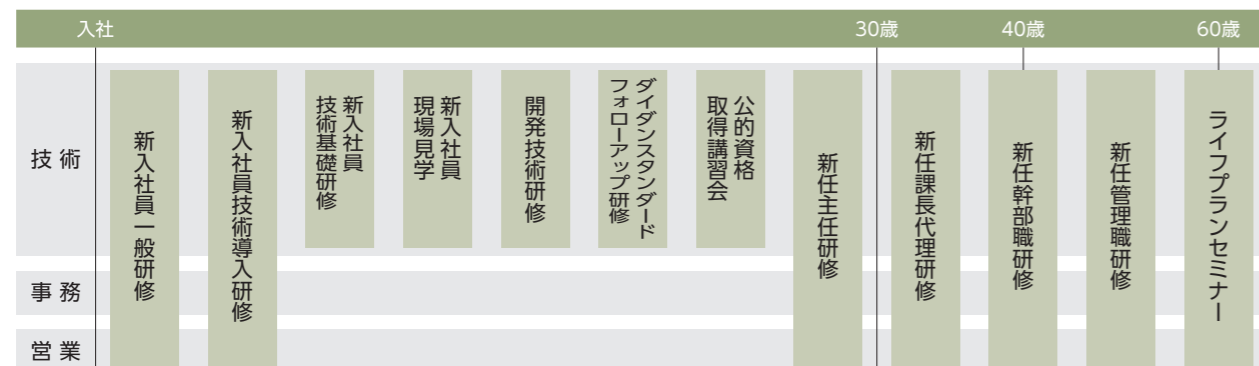 入社
30歳
40歳
60歳
技術
事務
営業
新入社員一般研修
新入社員技術導入研修
新入社員
技術基礎研修
新入社員
現場見学
開発技術研修
ダイダンスタンダード
フォローアップ研修
公的資格
取得講習会
新任主任研修
新任課長代理研修
新任幹部職研修
新任管理職研修
ライフプランセミナー